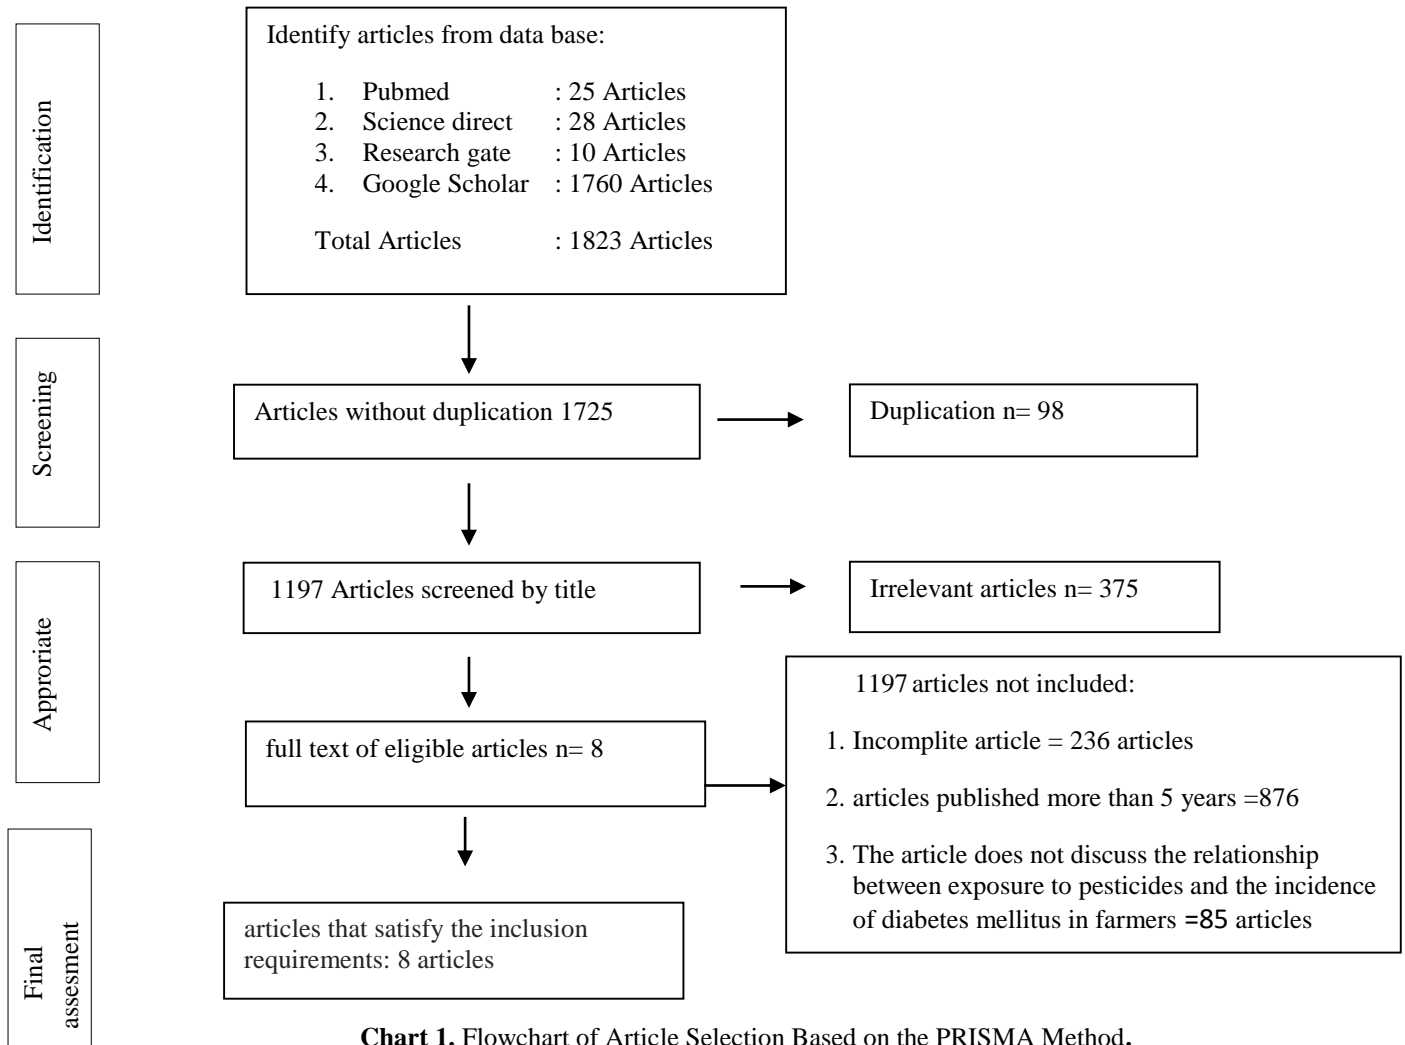 Identification
Identify articles from data base:
1. Pubmed : 25 Articles
2. Science direct : 28 Articles
3. Research gate : 10 Articles
4. Google Scholar : 1760 Articles
Total Articles : 1823 Articles
Screening
Articles without duplication 1725
Duplication n= 98
Approriate
1197 Articles screened by title
Irrelevant articles n= 375
full text of eligible articles n= 8
1197 articles not included:
1. Incomplite article = 236 articles
2. articles published more than 5 years =876
3. The article does not discuss the relationship
between exposure to pesticides and the incidence
of diabetes mellitus in farmers =85 articles
Final
assesment
articles that satisfy the inclusion
requirements: 8 articles
Chart 1. Flowchart of Article Selection Based on the PRISMA Method.